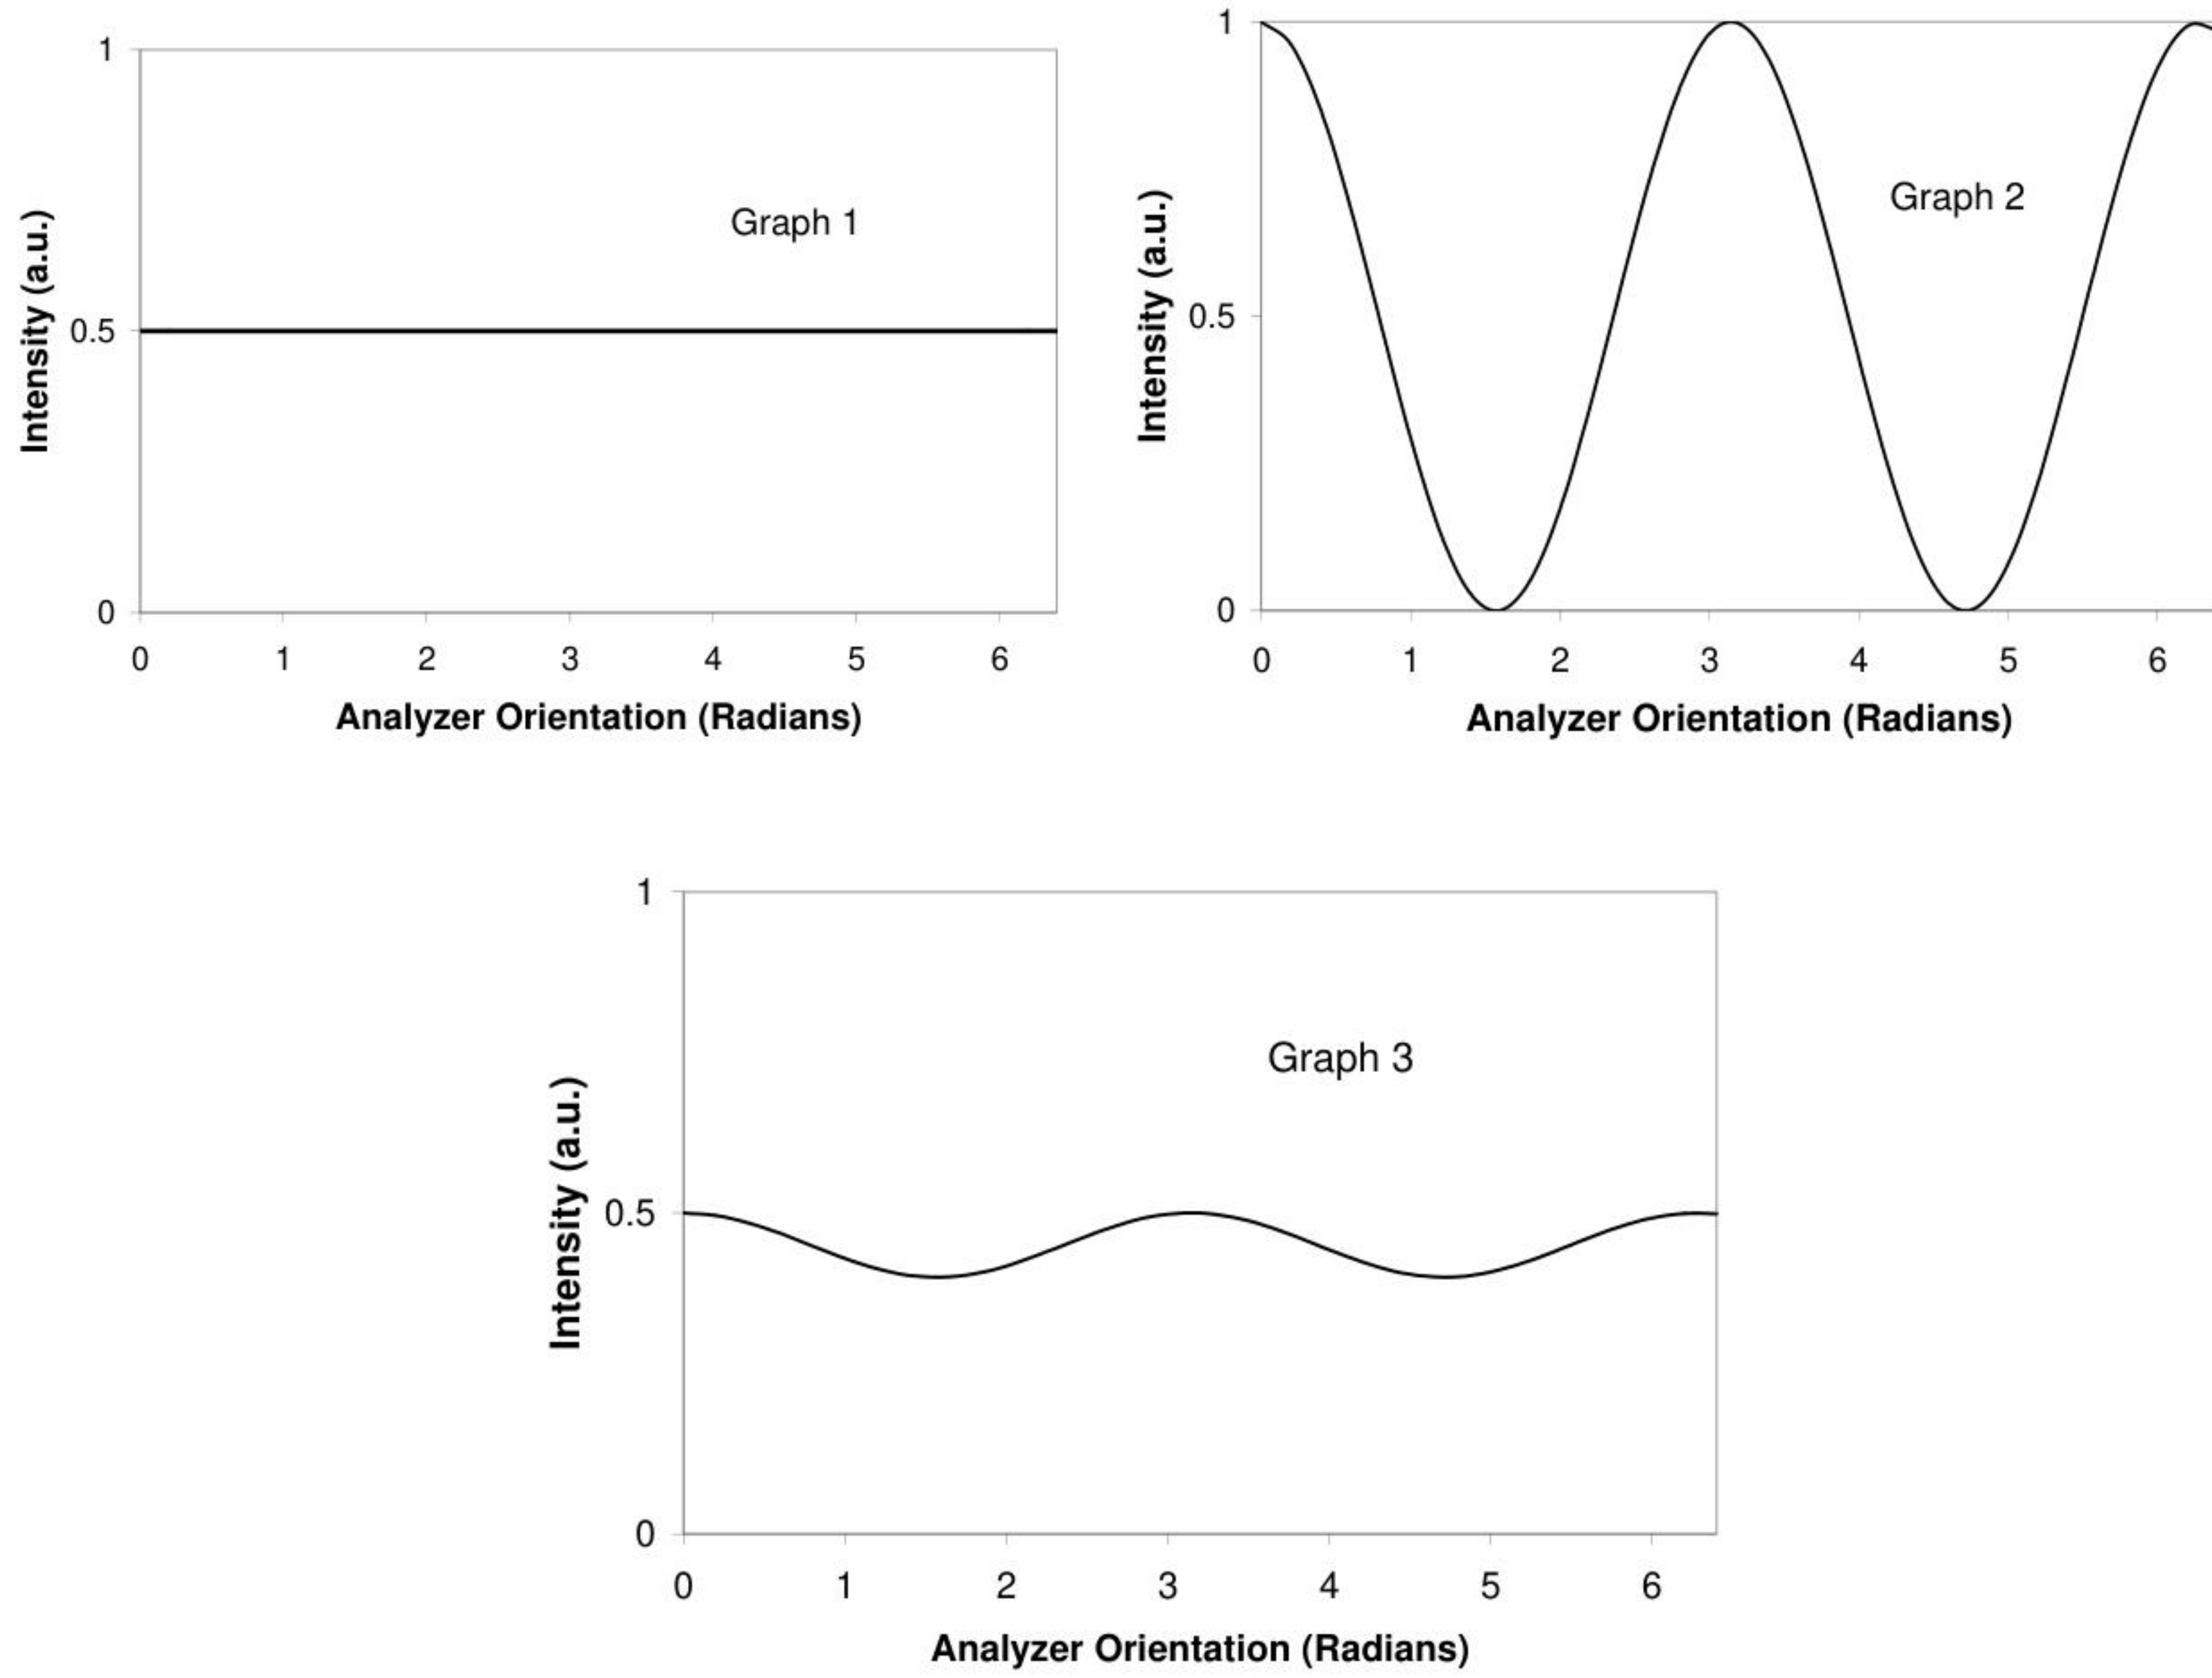 1
Graph 1
Intensity (a.u.)
0.5
0
0 1 2 3 4 5 6
Analyzer Orientation (Radians)
1
Graph 2
Intensity (a.u.)
0.5
0
0 1 2 3 4 5 6
Analyzer Orientation (Radians)
1
Graph 3
Intensity (a.u.)
0.5
0
0 1 2 3 4 5 6
Analyzer Orientation (Radians)